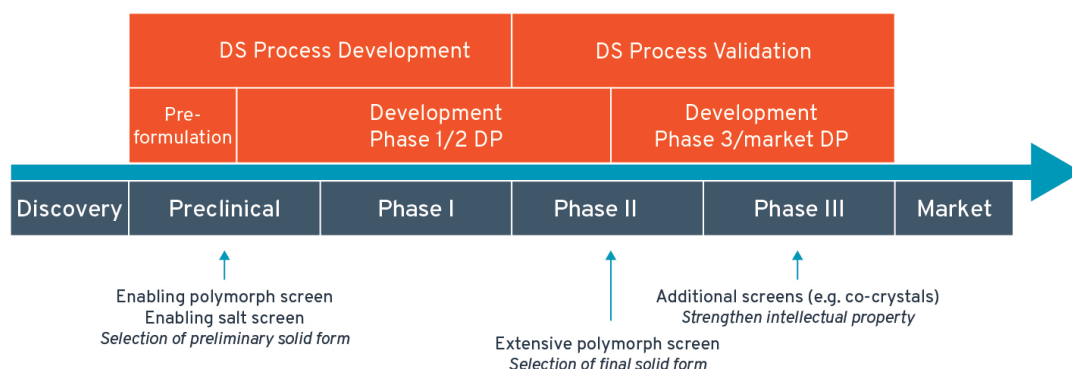 DS Process Development
DS Process Validation
Pre-
formulation
Development
Phase 1/2 DP
Development
Phase 3/market DP
Discovery
Preclinical
Phase I
Phase II
Phase III
Market
Enabling polymorph screen
Enabling salt screen
Selection of preliminary solid form
Extensive polymorph screen
Selection of final solid form
Additional screens (e.g. co-crystals)
Strengthen intellectual property